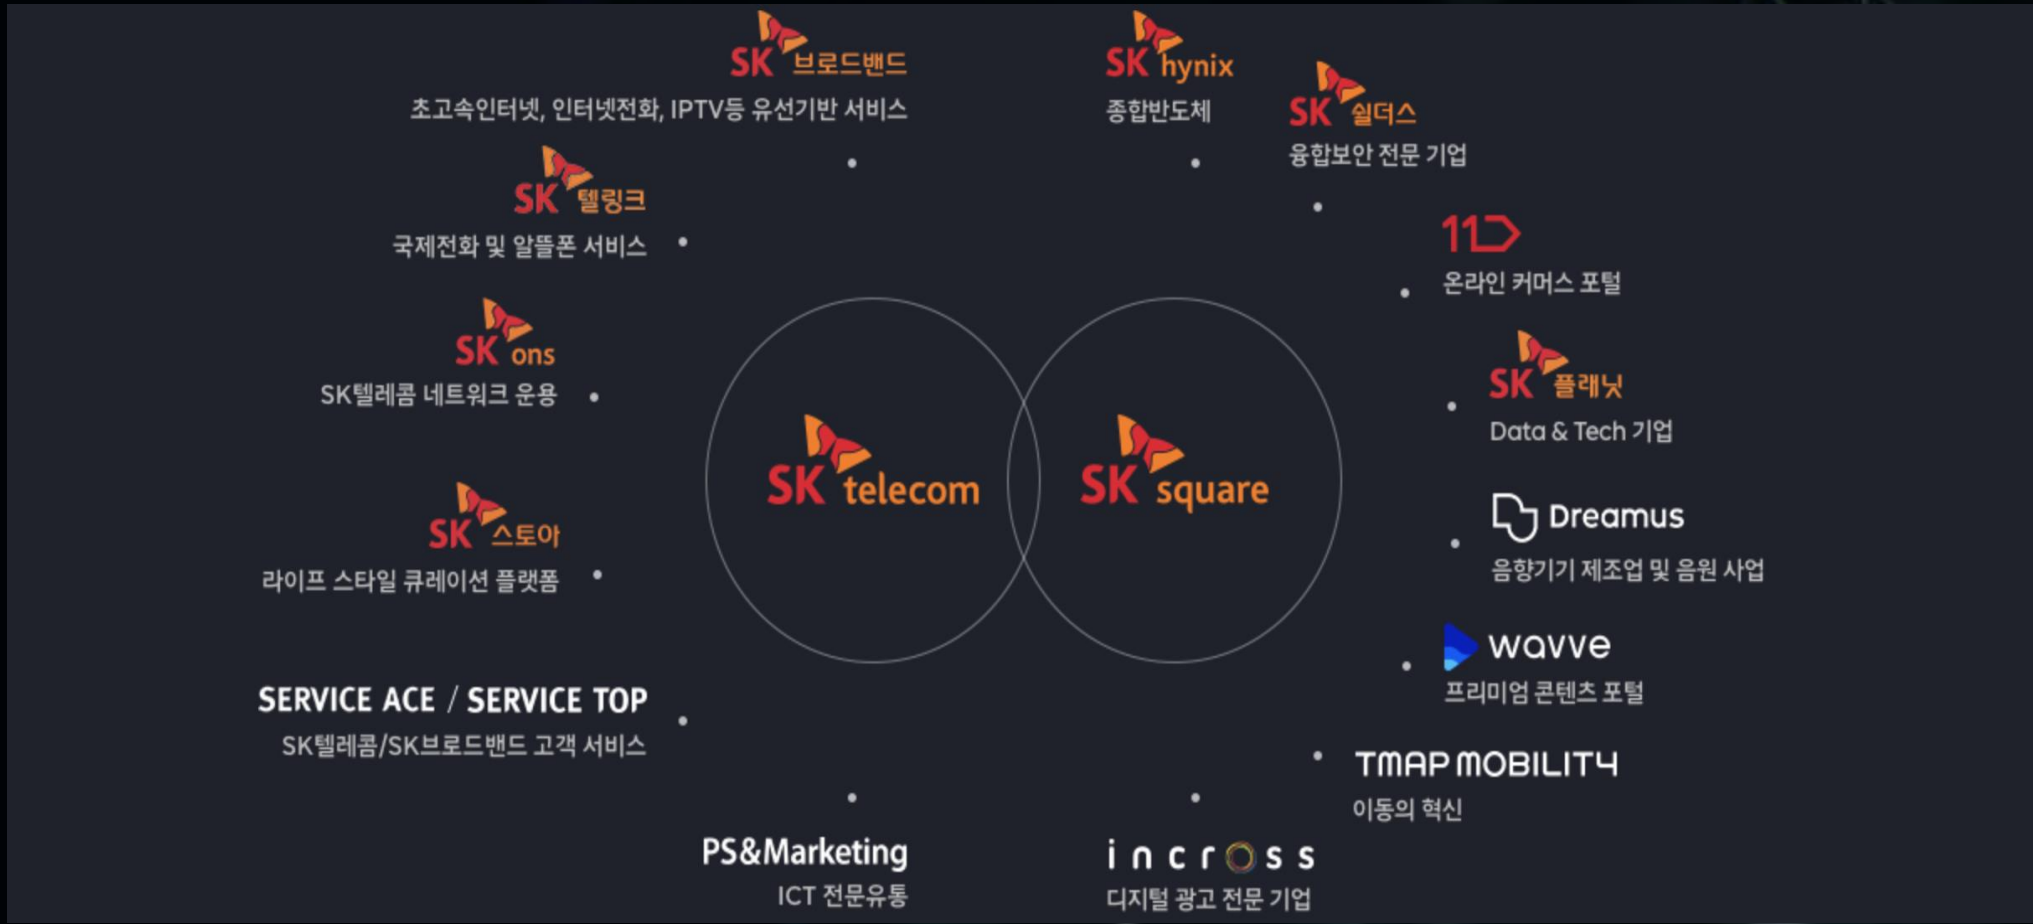 SK 브로드밴드
초고속인터넷, 인터넷전화, IPTV등 유선기반 서비스
SK 텔링크
국제전화 및 알뜰폰 서비스
SK ons
SK텔레콤 네트워크 운용
SK 스토아
라이프 스타일 큐레이션 플랫폼
SERVICE ACE / SERVICE TOP
SK텔레콤/SK브로드밴드 고객 서비스
PS&Marketing
ICT 전문유통
SK telecom
SK square
SK hynix
종합반도체
SK 쉴더스
융합보안 전문 기업
11
온라인 커머스 포털
SK 플래닛
Data & Tech 기업
Dreamus
음향기기 제조업 및 음원 사업
wavve
프리미엄 콘텐츠 포털
TMAP MOBILITY
이동의 혁신
incross
디지털 광고 전문 기업